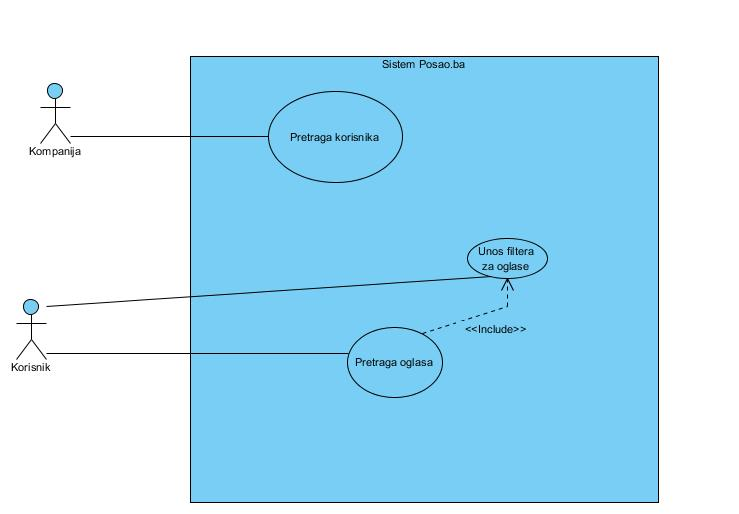 Sistem Posao.ba
Kompanija
Pretraga korisnika
Unos filtera
za oglase
<<Include>>
Korisnik
Pretraga oglasa